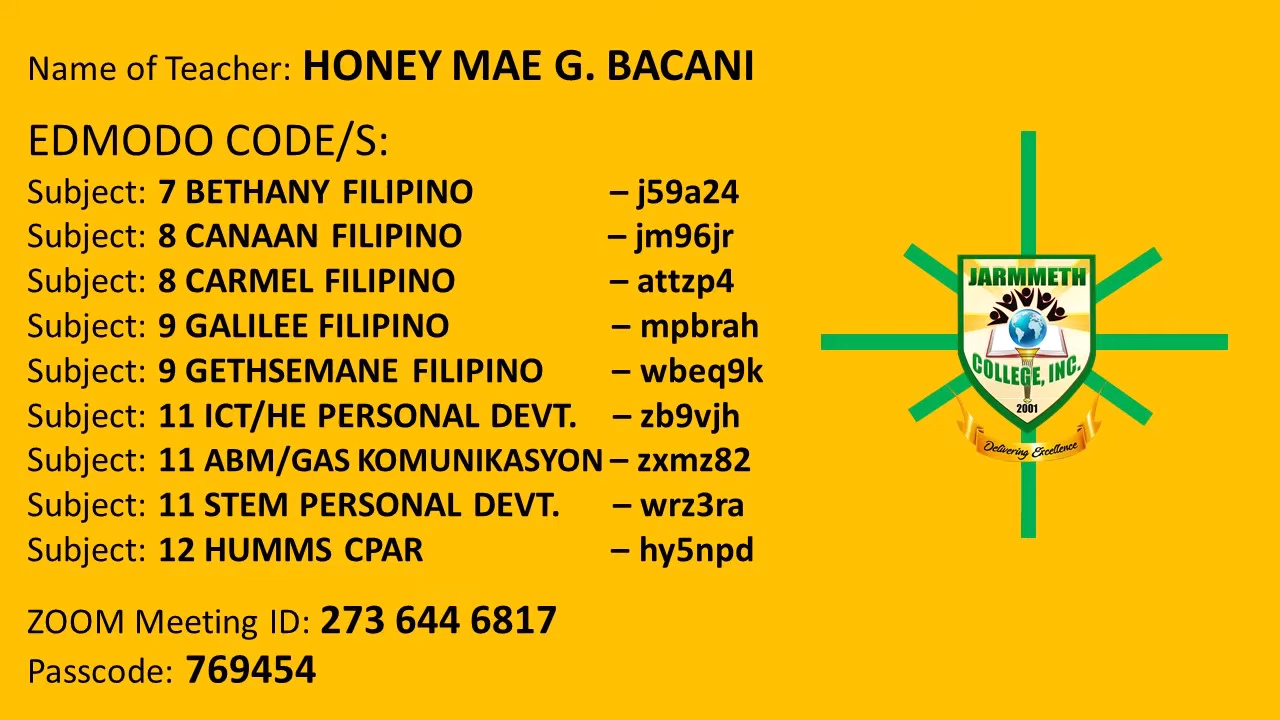 Name of Teacher: HONEY MAE G. BACANI
EDMODO CODE/S:
Subject: 7 BETHANY FILIPINO – j59a24
Subject: 8 CANAAN FILIPINO – jm96jr
Subject: 8 CARMEL FILIPINO – attzp4
Subject: 9 GALILEE FILIPINO – mpbrah
Subject: 9 GETHSEMANE FILIPINO – wbeq9k
Subject: 11 ICT/HE PERSONAL DEVT. – zb9vjh
Subject: 11 ABM/GAS KOMUNIKASYON – zxmz82
Subject: 11 STEM PERSONAL DEVT. – wrz3ra
Subject: 12 HUMMS CPAR – hy5npd
ZOOM Meeting ID: 273 644 6817
Passcode: 769454
JARMMETH
COLLEGE, INC.
2001
Delivering Excellence